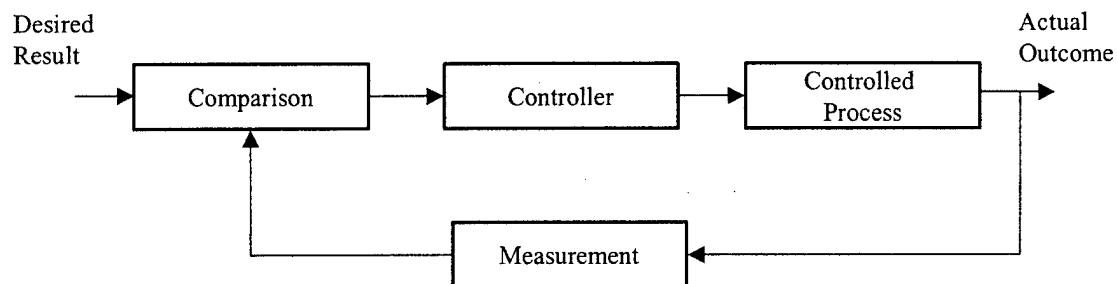 Desired
Result
Actual
Outcome
Comparison
Controller
Controlled
Process
Measurement